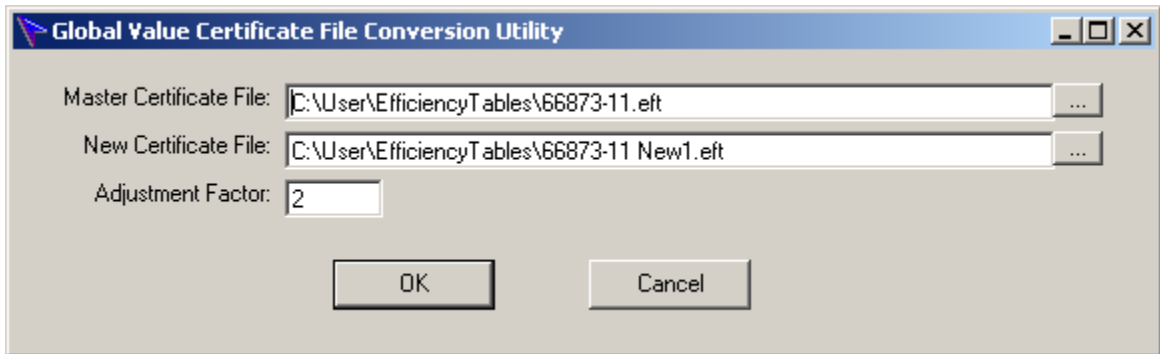 Global Value Certificate File Conversion Utility
Master Certificate File: C:\User\EfficiencyTables\66873-11.eft ...
New Certificate File: C:\User\EfficiencyTables\66873-11 New1.eft ...
Adjustment Factor: 2
OK Cancel